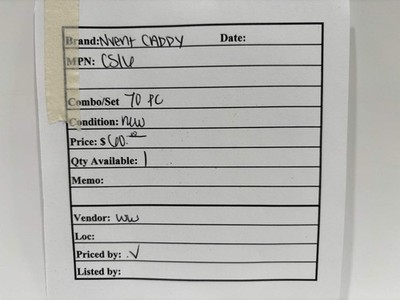 Brand: Nvent CADDY Date:
MPN: CS16
Combo/Set 70 PC
Condition: new
Price: $60.00
Qty Available: 1
Memo:
Vendor: WW
Loc:
Priced by: .V
Listed by: